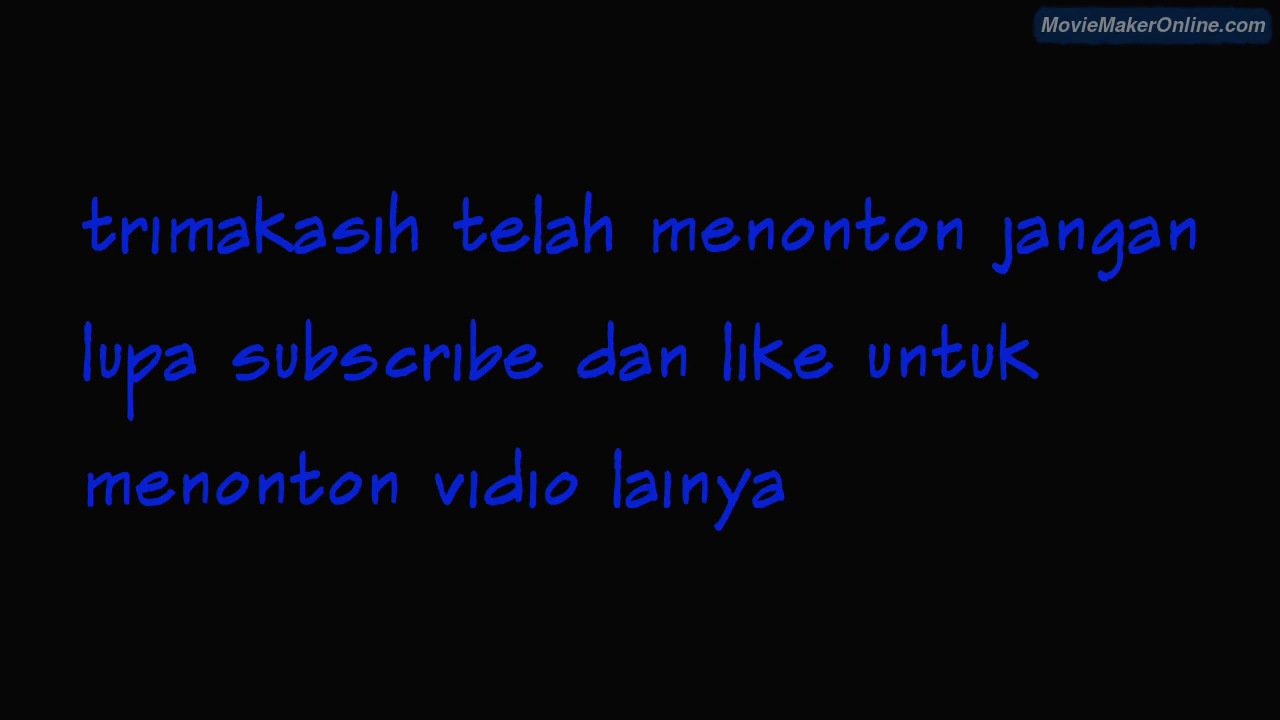 MovieMakerOnline.com
trimakasih telah menonton jangan
lupa subscribe dan like untuk
menonton vidio lainya